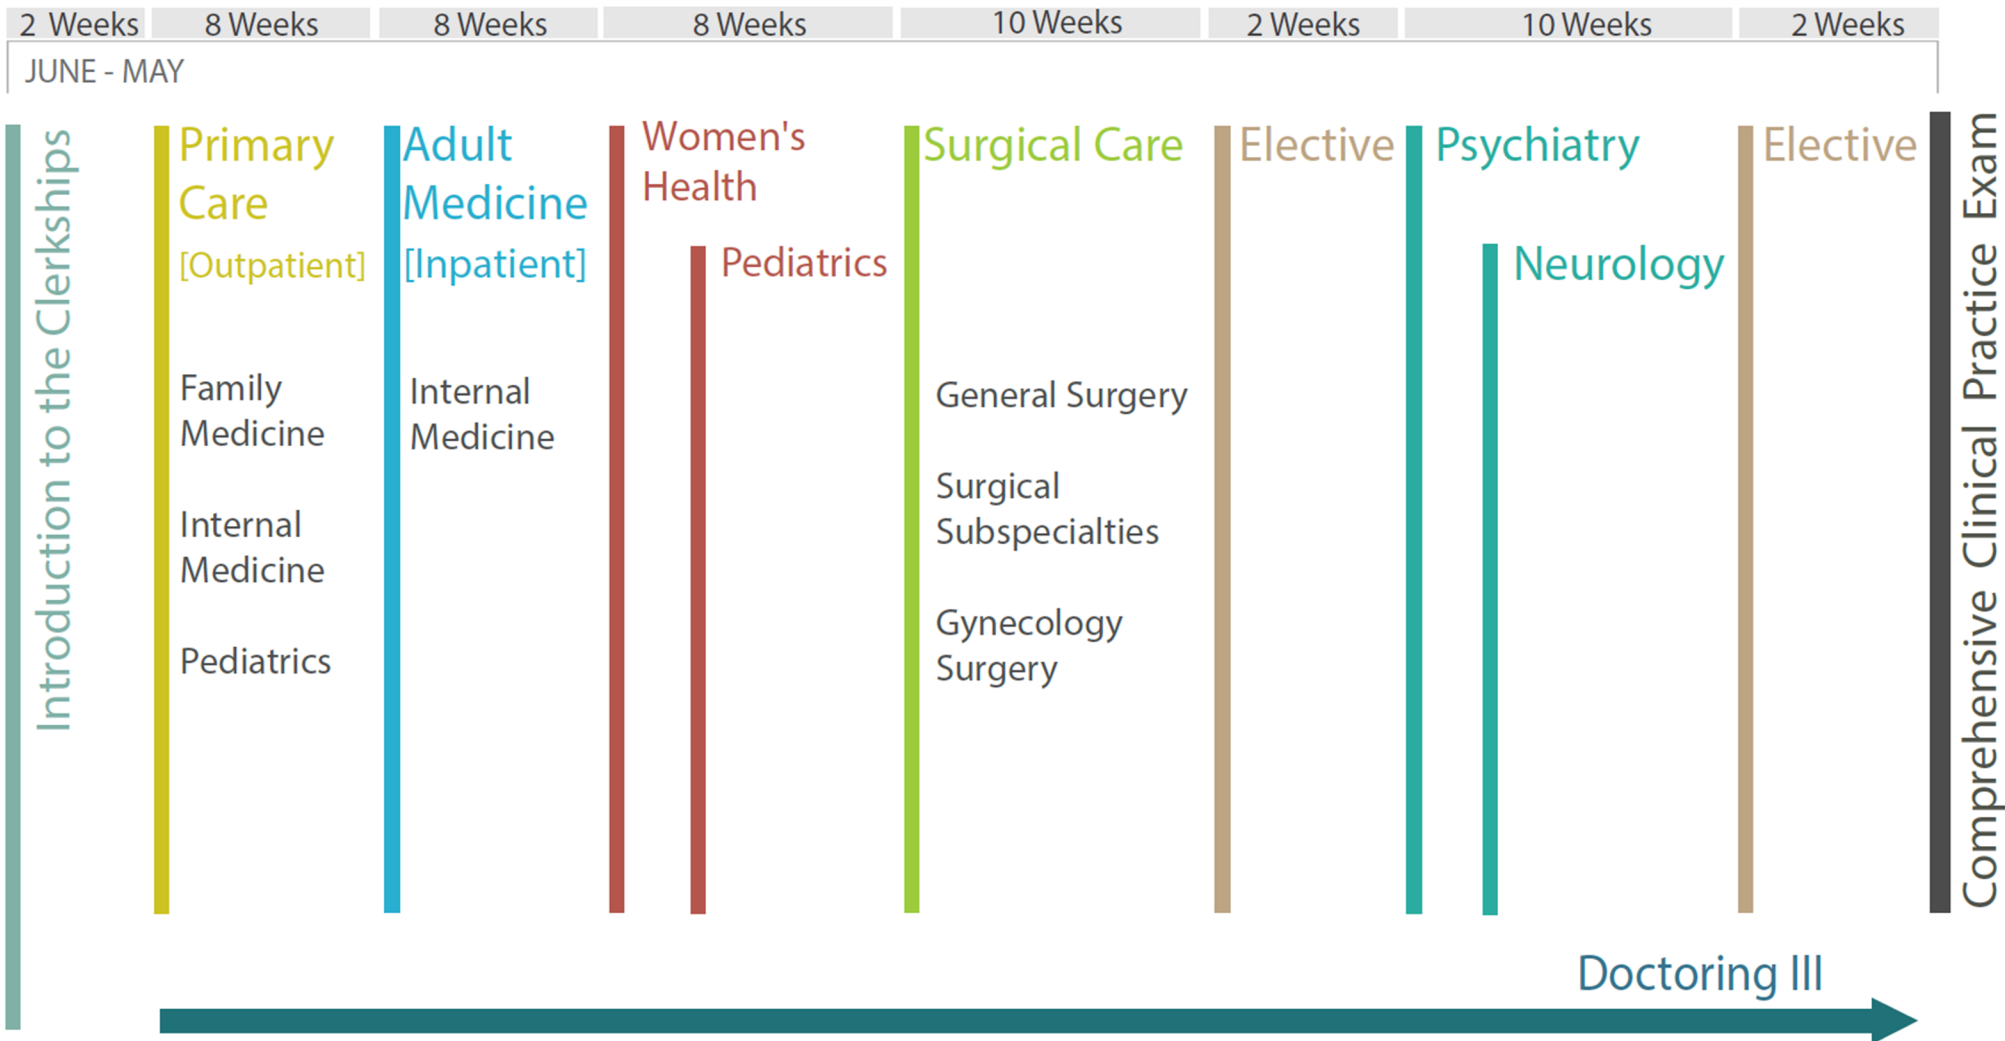 2 Weeks
8 Weeks
8 Weeks
8 Weeks
10 Weeks
2 Weeks
10 Weeks
2 Weeks
JUNE - MAY
Introduction to the Clerkships
Primary
Care
[Outpatient]
Family
Medicine
Internal
Medicine
Pediatrics
Adult
Medicine
[Inpatient]
Internal
Medicine
Women's
Health
Pediatrics
Surgical Care
General Surgery
Surgical
Subspecialties
Gynecology
Surgery
Elective
Psychiatry
Neurology
Elective
Comprehensive Clinical Practice Exam
Doctoring III